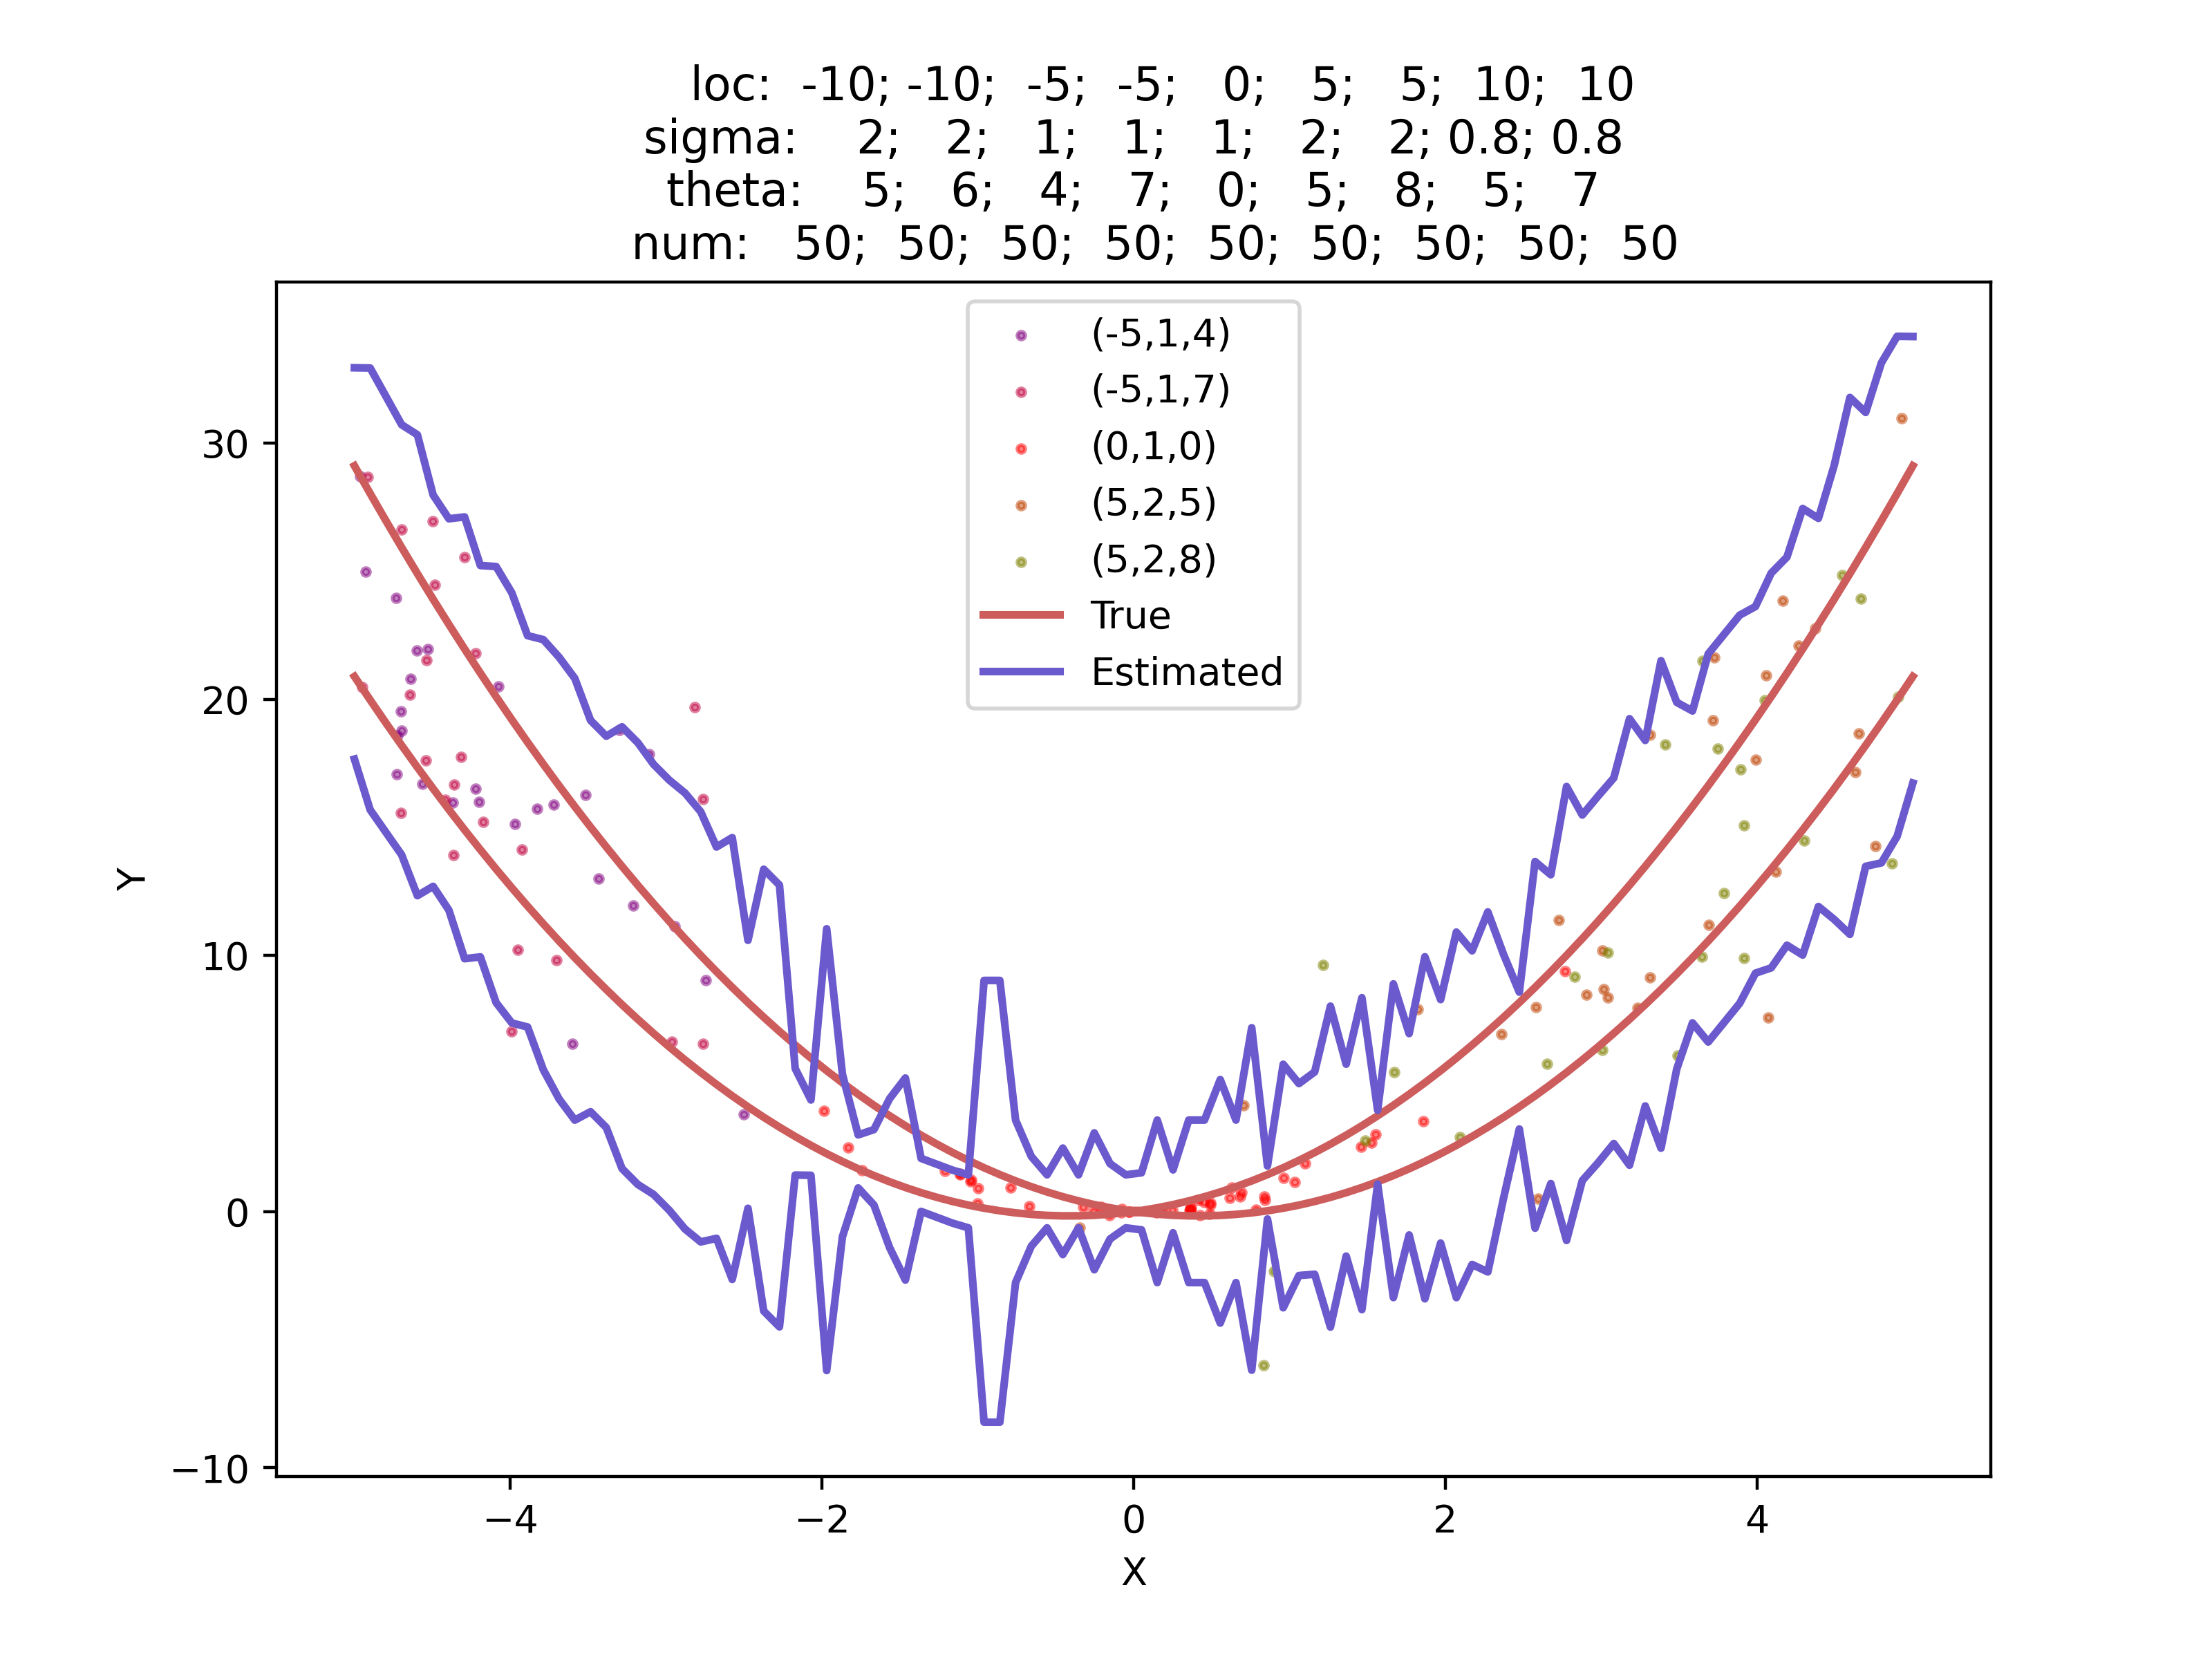 loc: -10; -10; -5; -5; 0; 5; 5; 10; 10
sigma: 2; 2; 1; 1; 1; 2; 2; 0.8; 0.8
theta: 5; 6; 4; 7; 0; 5; 8; 5; 7
num: 50; 50; 50; 50; 50; 50; 50; 50; 50
(-5,1,4)
(-5,1,7)
(0,1,0)
(5,2,5)
(5,2,8)
True
Estimated
30
20
10
0
−10
Y
−4 −2 0 2 4
X